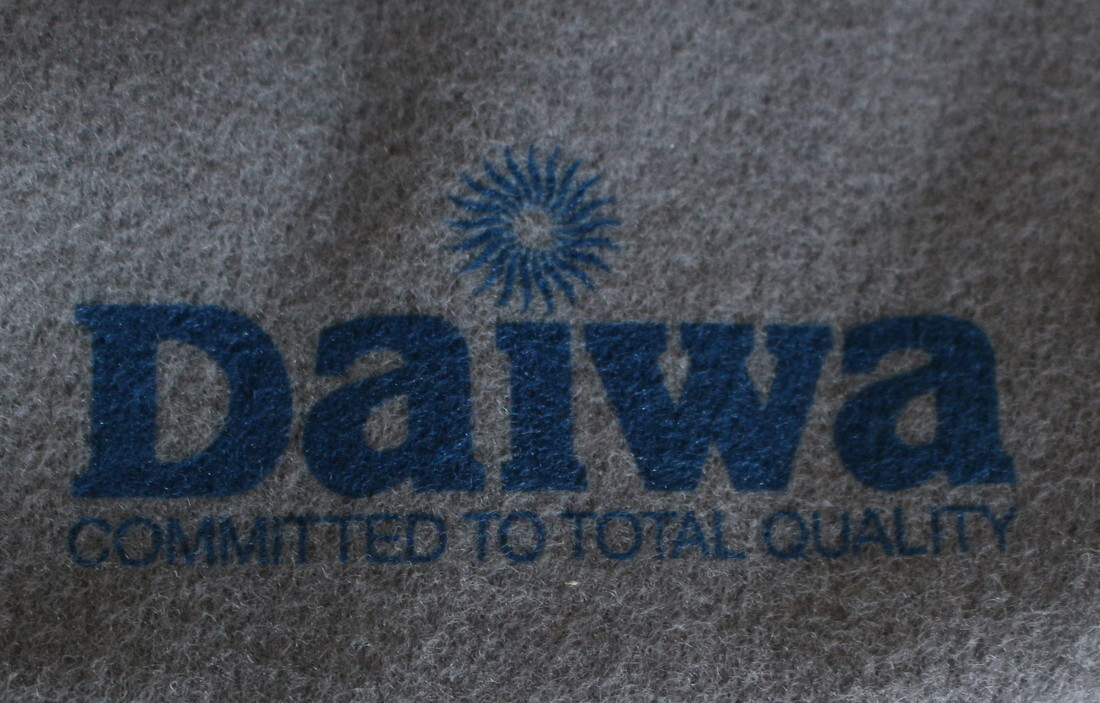 Daiwa
COMMITTED TO TOTAL QUALITY